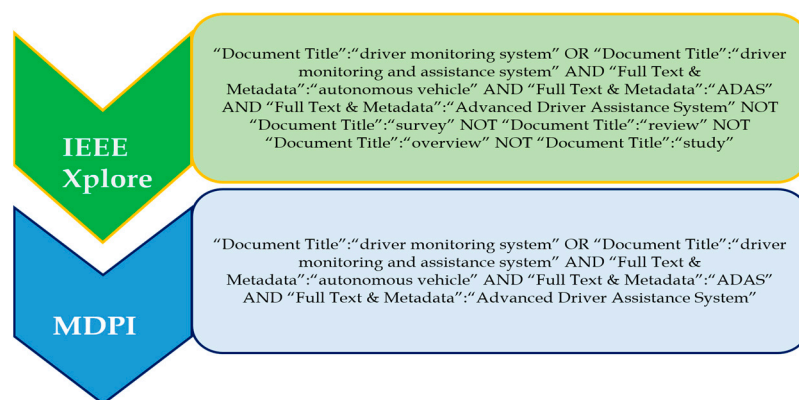 “Document Title”:“driver monitoring system” OR “Document Title”:“driver
monitoring and assistance system” AND “Full Text &
Metadata”:“autonomous vehicle” AND “Full Text & Metadata”:“ADAS”
AND “Full Text & Metadata”:“Advanced Driver Assistance System” NOT
“Document Title”:“survey” NOT “Document Title”:“review” NOT
“Document Title”:“overview” NOT “Document Title”:“study”
IEEE
Xplore
“Document Title”:“driver monitoring system” OR “Document Title”:“driver
monitoring and assistance system” AND “Full Text &
Metadata”:“autonomous vehicle” AND “Full Text & Metadata”:“ADAS”
AND “Full Text & Metadata”:“Advanced Driver Assistance System”
MDPI